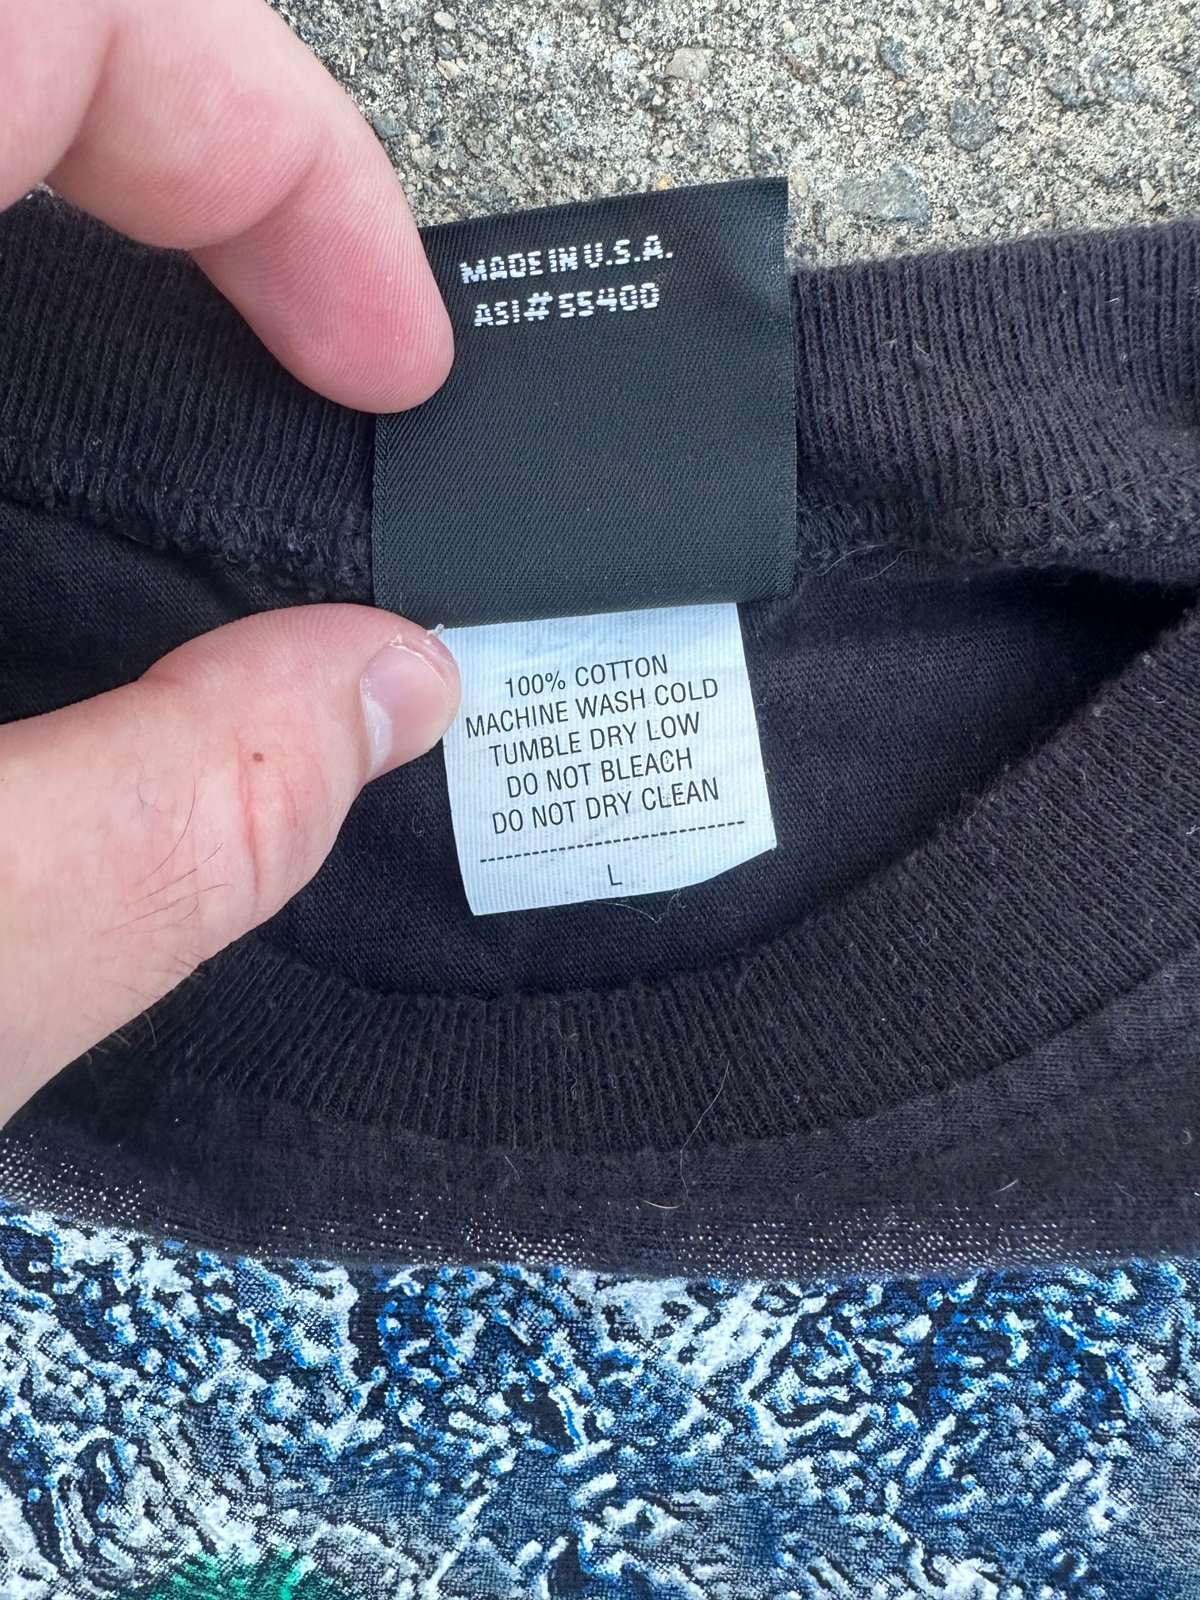 MADE IN U.S.A.
ASI# 55400
100% COTTON
MACHINE WASH COLD
TUMBLE DRY LOW
DO NOT BLEACH
DO NOT DRY CLEAN
L